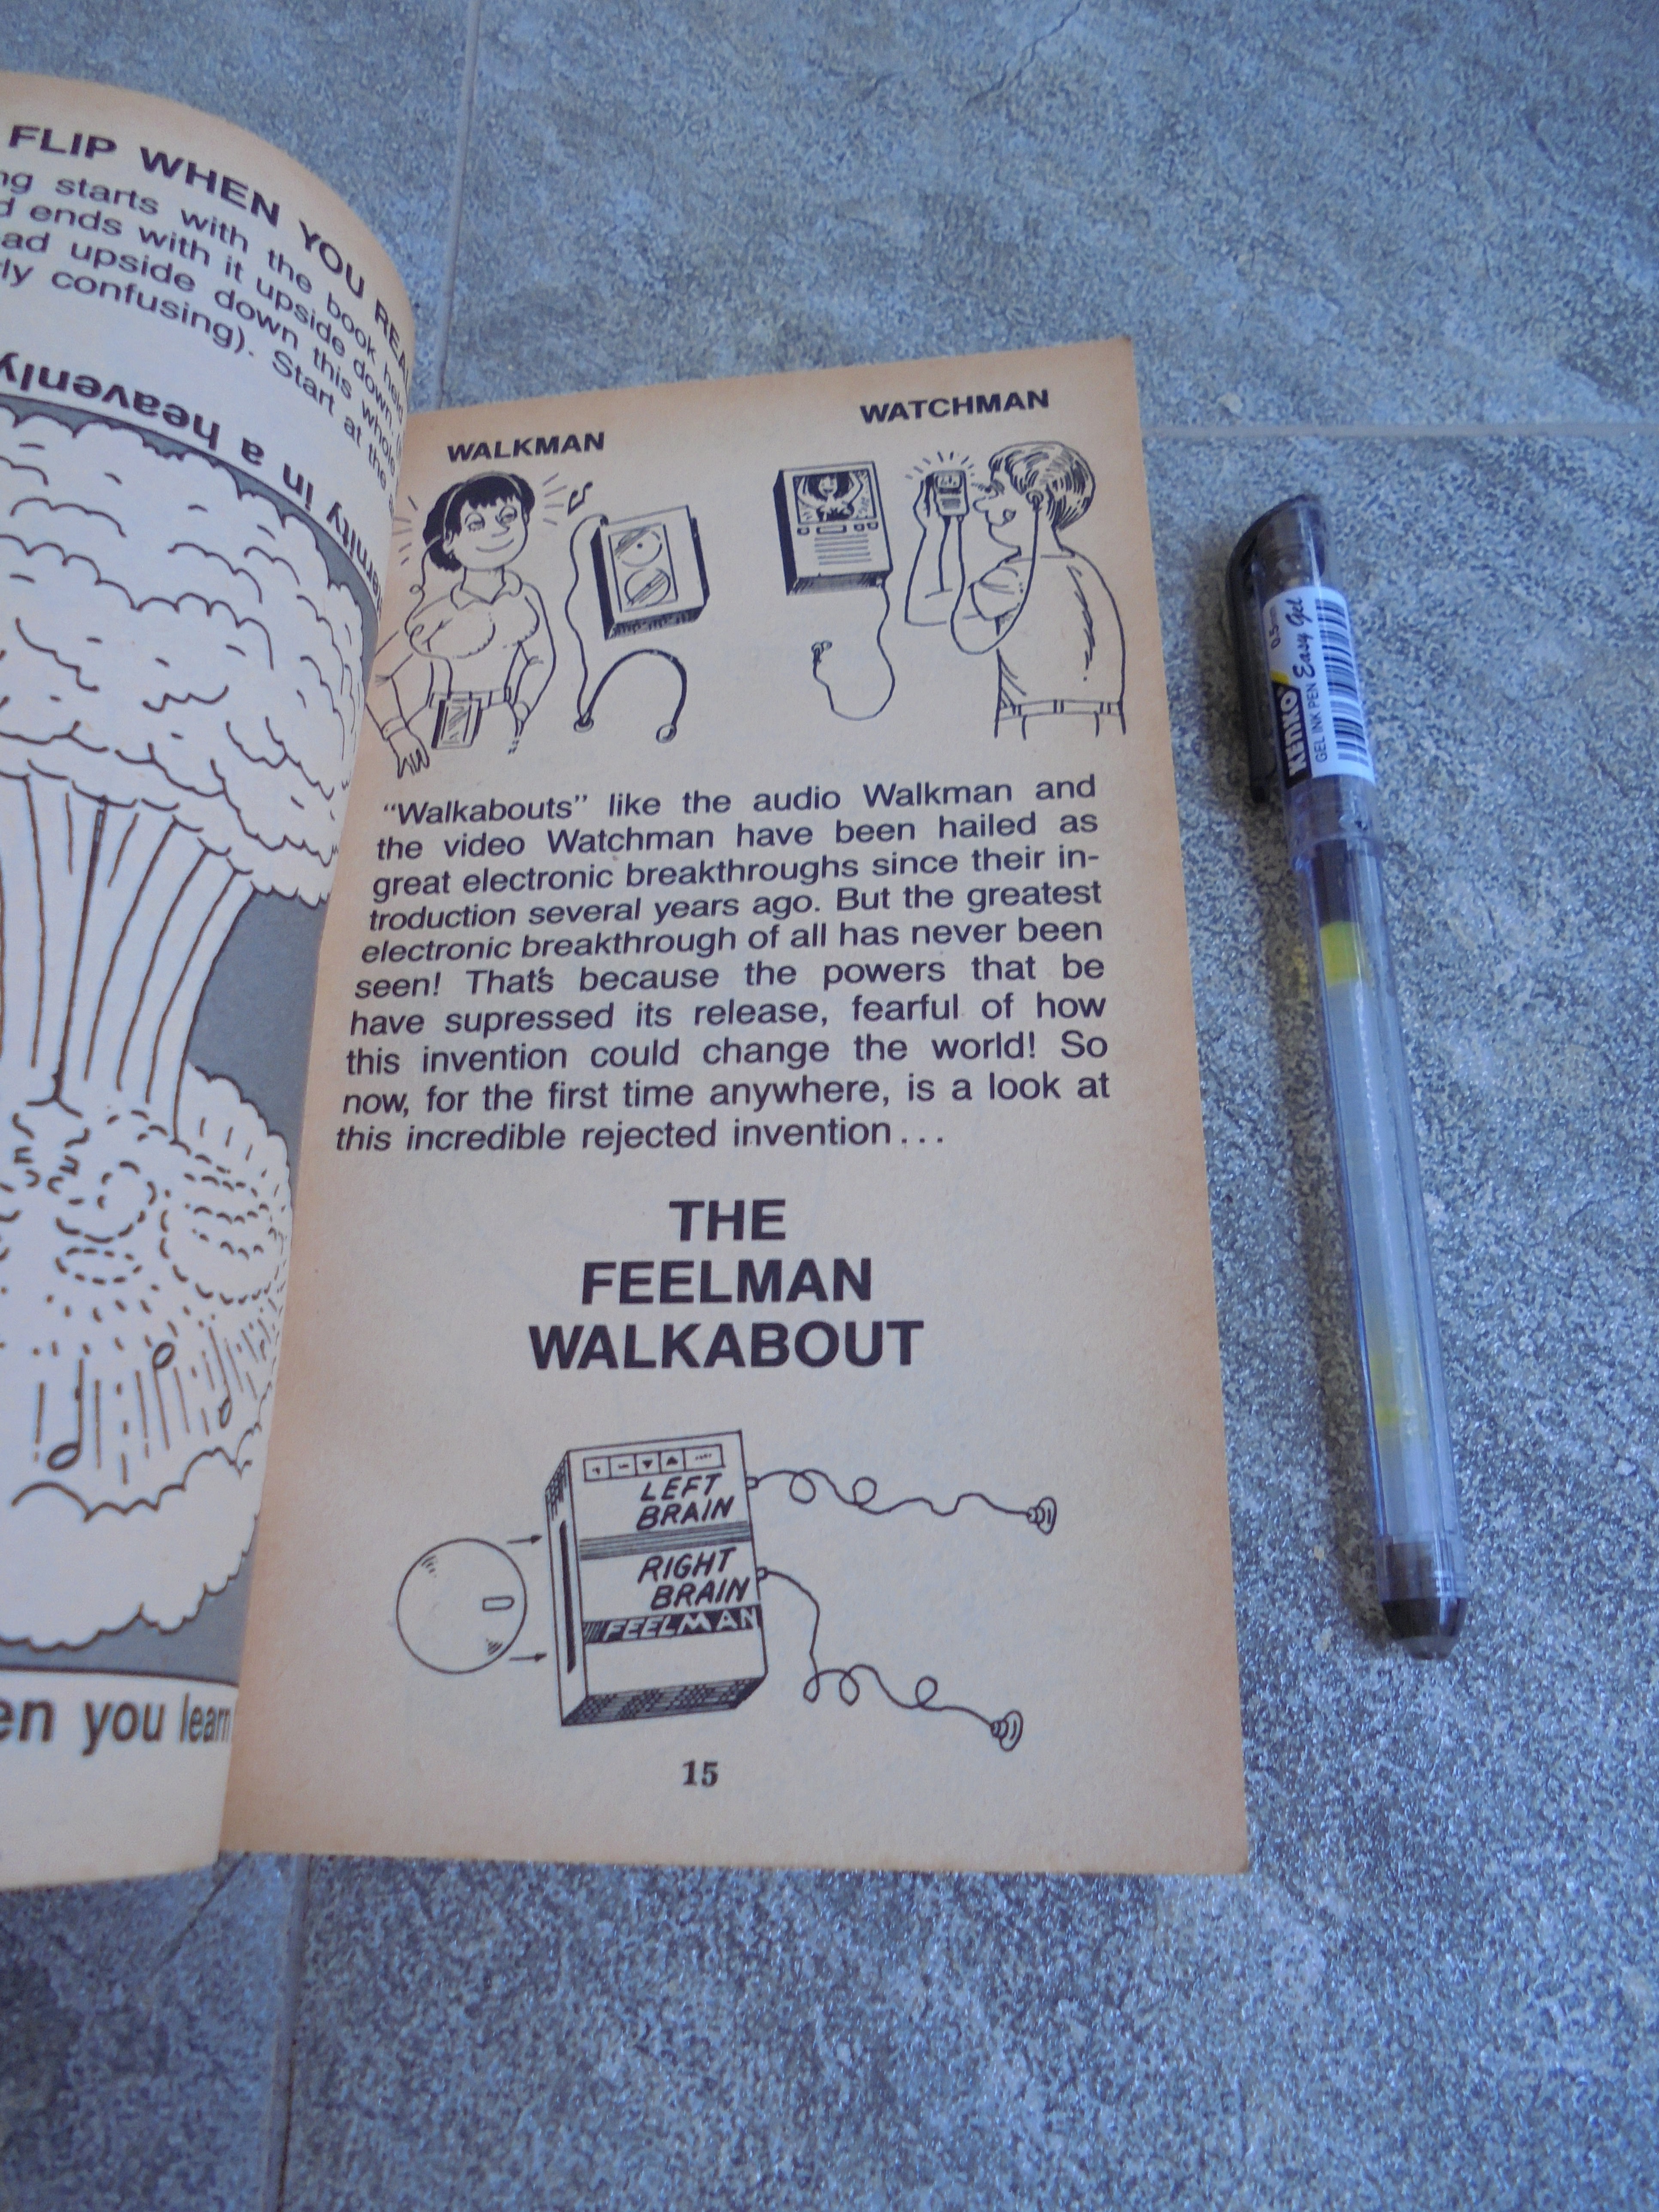 FLIP WHEN YOU
starts with the book
ends with it upside down.
upside down this whole
confusing). Start at the
in a heavenly
you learn
WALKMAN
WATCHMAN
“Walkabouts” like the audio Walkman and
the video Watchman have been hailed as
great electronic breakthroughs since their in-
troduction several years ago. But the greatest
electronic breakthrough of all has never been
seen! That's because the powers that be
have supressed its release, fearful of how
this invention could change the world! So
now, for the first time anywhere, is a look at
this incredible rejected invention...
THE
FEELMAN
WALKABOUT
LEFT
BRAIN
RIGHT
BRAIN
FEELMAN
15
KENKO
GEL INK PEN Easy Gel
0.5mm